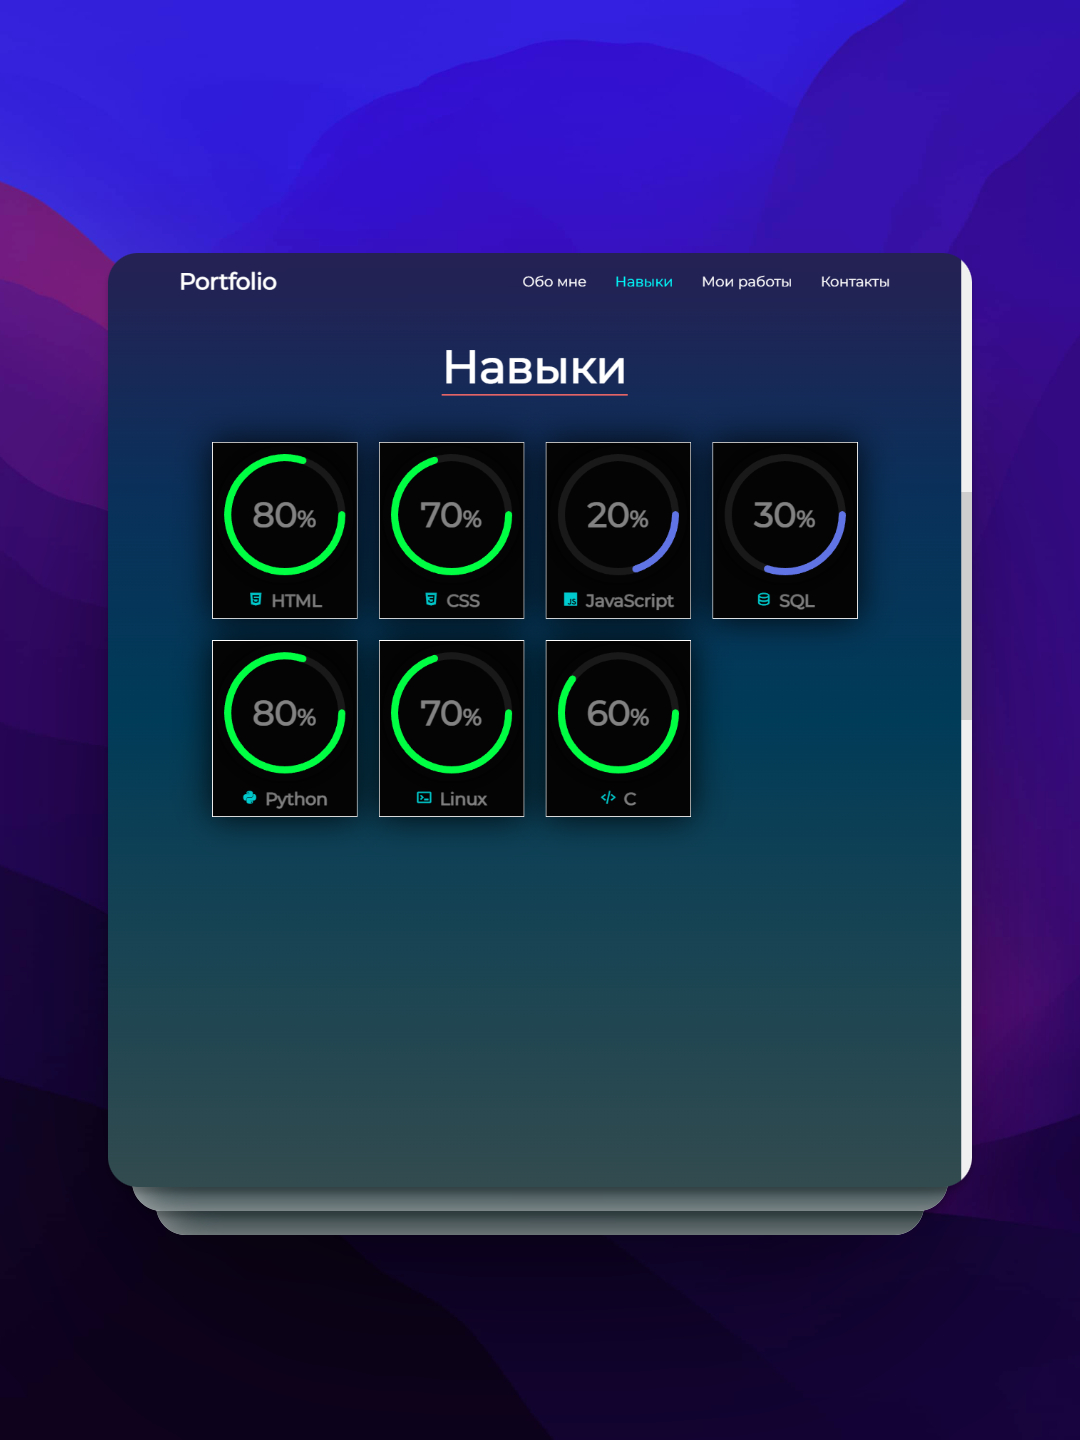 Portfolio Обо мне Навыки Мои работы Контакты
Навыки
80% 70% 20% 30%
HTML CSS JavaScript SQL
80% 70% 60%
Python Linux C